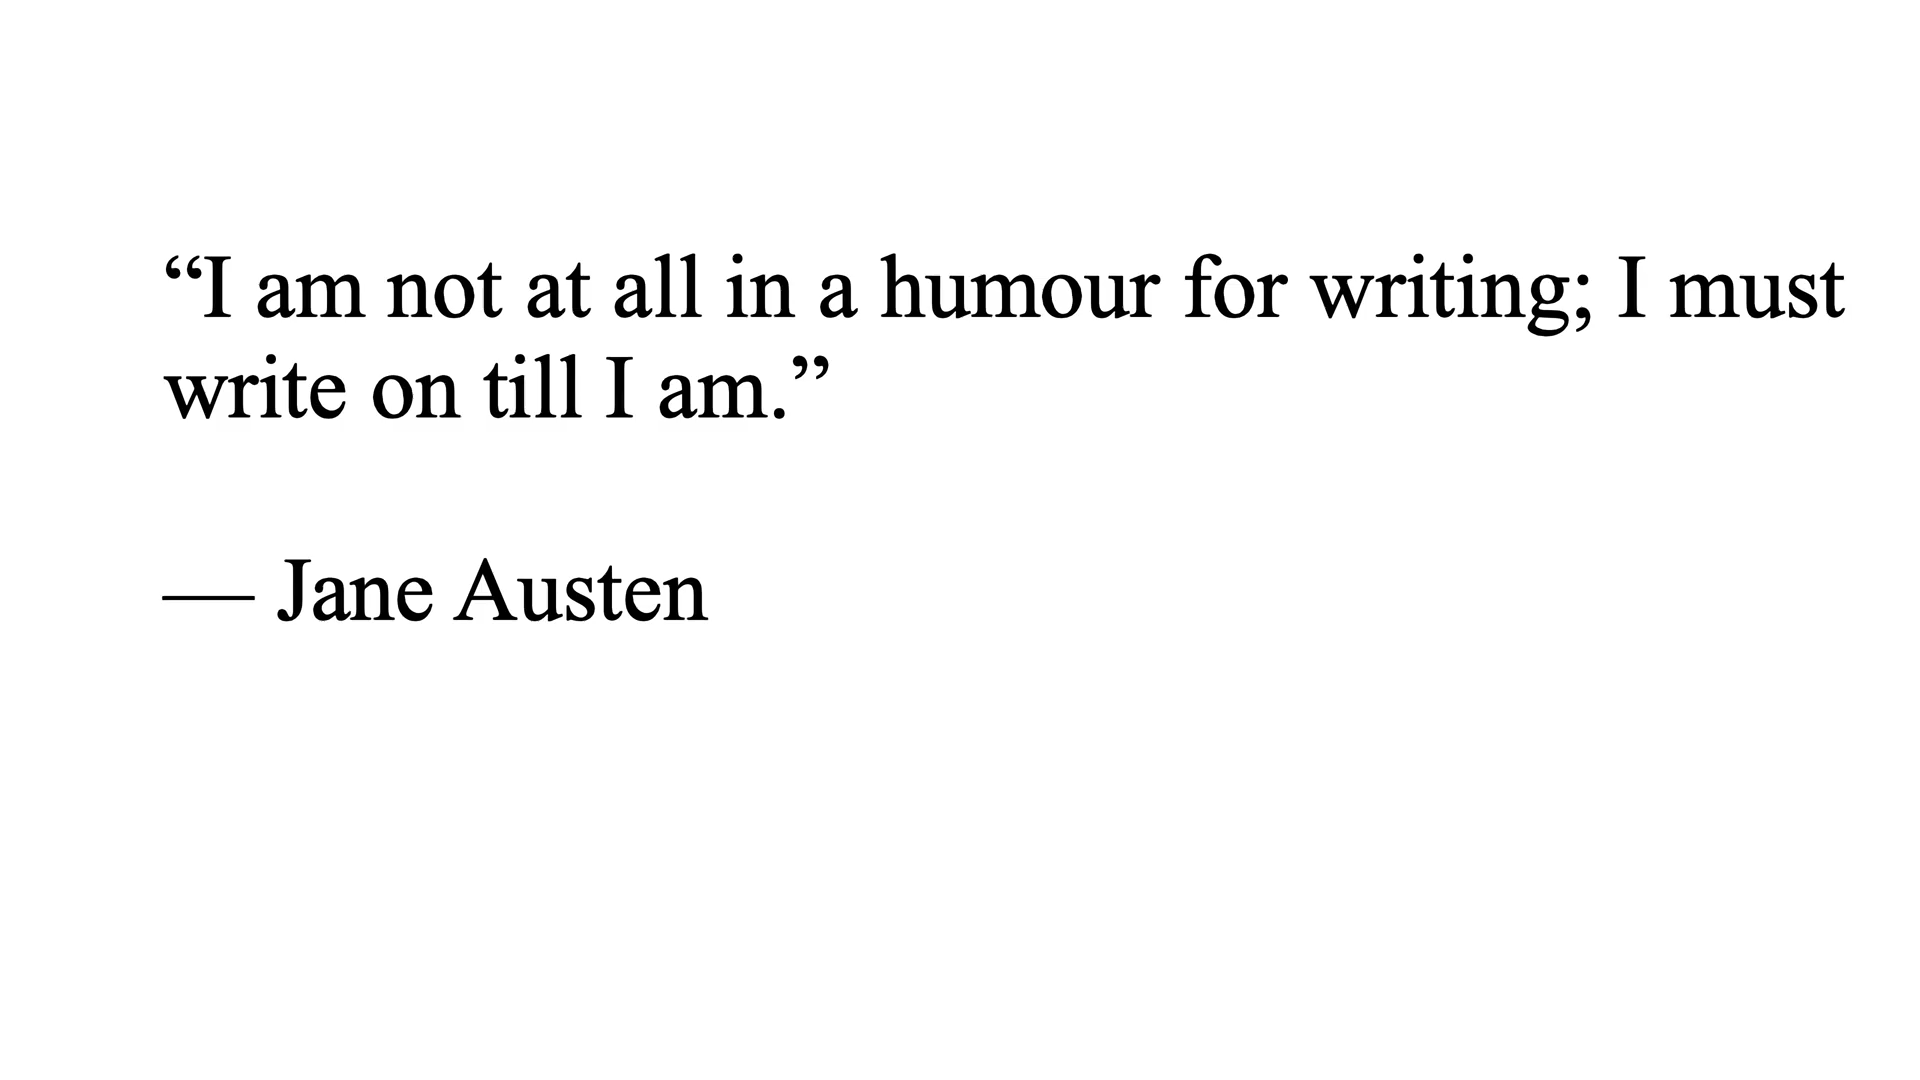 “I am not at all in a humour for writing; I must
write on till I am.”
— Jane Austen